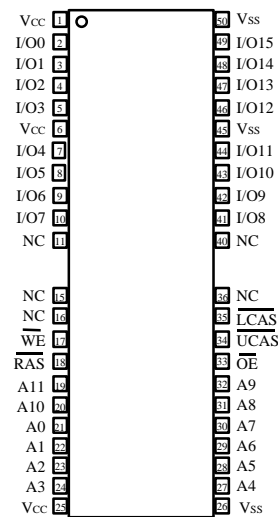 Vcc 1 50 Vss
I/O0 2 49 I/O15
I/O1 3 48 I/O14
I/O2 4 47 I/O13
I/O3 5 46 I/O12
Vcc 6 45 Vss
I/O4 7 44 I/O11
I/O5 8 43 I/O10
I/O6 9 42 I/O9
I/O7 10 41 I/O8
NC 11 40 NC
NC 15 36 NC
NC 16 35 LCAS
WE 17 34 UCAS
RAS 18 33 OE
A11 19 32 A9
A10 20 31 A8
A0 21 30 A7
A1 22 29 A6
A2 23 28 A5
A3 24 27 A4
Vcc 25 26 Vss